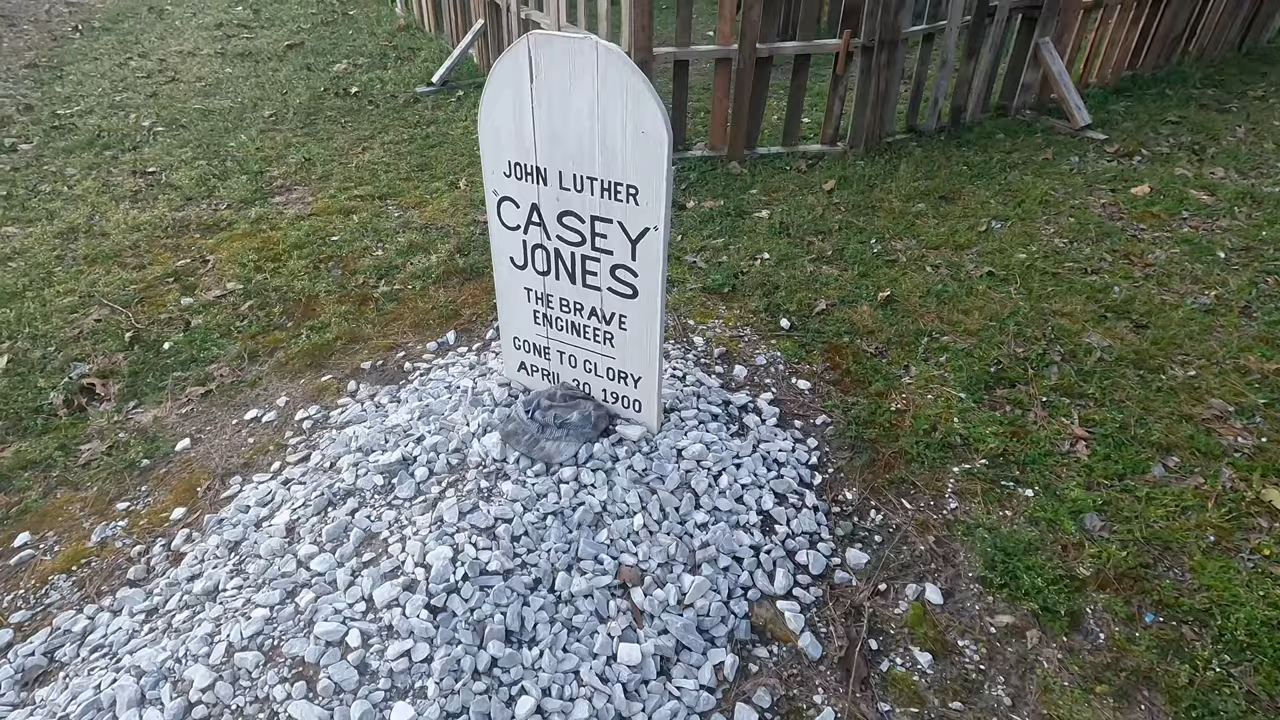 JOHN LUTHER
"CASEY"
JONES
THE BRAVE
ENGINEER
GONE TO GLORY
APRIL 30, 1900